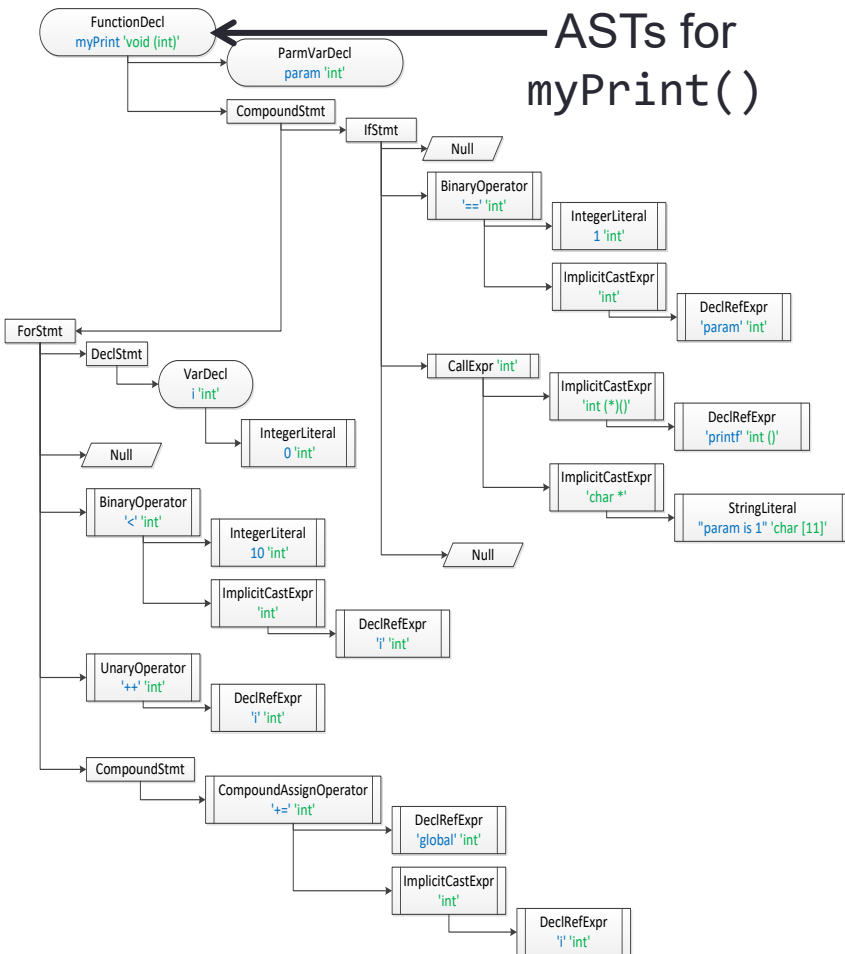 FunctionDecl
myPrint 'void (int)'
ASTs for
myPrint()
ParmVarDecl
param 'int'
CompoundStmt
IfStmt
Null
BinaryOperator
'==' 'int'
IntegerLiteral
1 'int'
ImplicitCastExpr
'int'
DeclRefExpr
'param' 'int'
CallExpr 'int'
ImplicitCastExpr
'int (*)()'
DeclRefExpr
'printf' 'int ()'
ImplicitCastExpr
'char *'
StringLiteral
"param is 1" 'char [11]'
Null
ForStmt
DeclStmt
VarDecl
i 'int'
IntegerLiteral
0 'int'
Null
BinaryOperator
'<' 'int'
IntegerLiteral
10 'int'
ImplicitCastExpr
'int'
DeclRefExpr
'i' 'int'
UnaryOperator
'++' 'int'
DeclRefExpr
'i' 'int'
CompoundStmt
CompoundAssignOperator
'+=' 'int'
DeclRefExpr
'global' 'int'
ImplicitCastExpr
'int'
DeclRefExpr
'i' 'int'